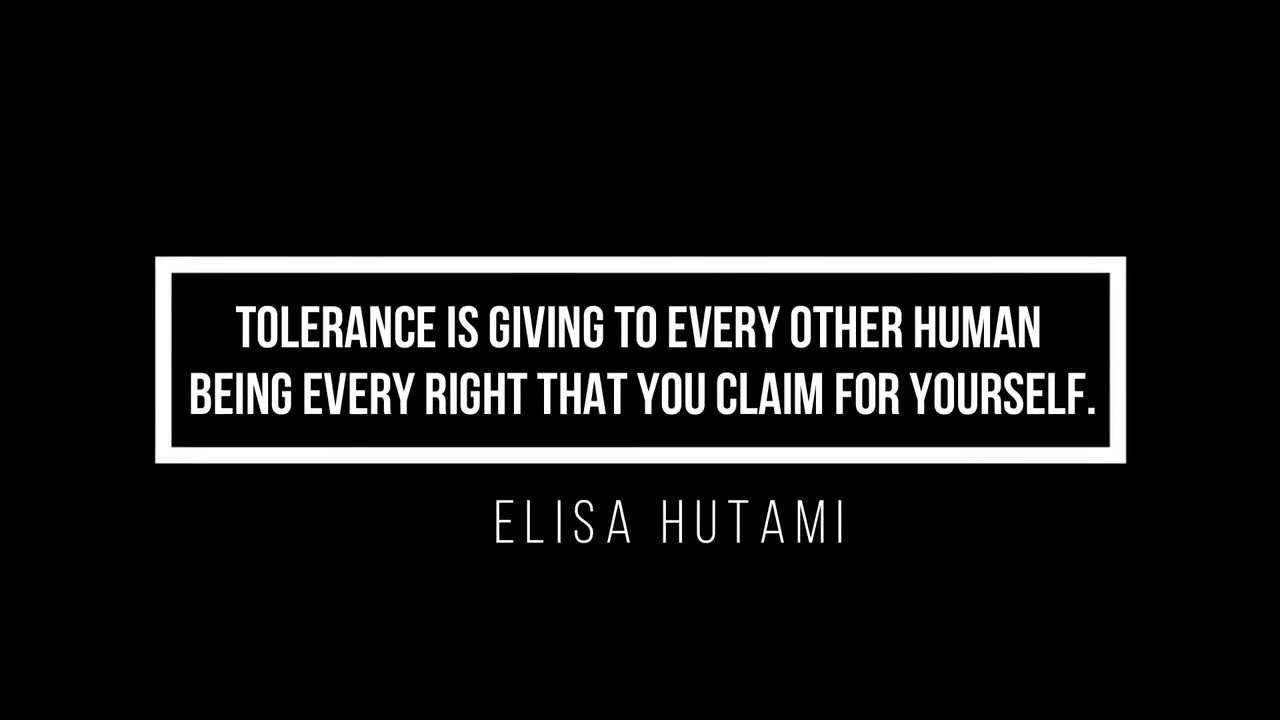 TOLERANCE IS GIVING TO EVERY OTHER HUMAN
BEING EVERY RIGHT THAT YOU CLAIM FOR YOURSELF.
ELISA HUTAMI